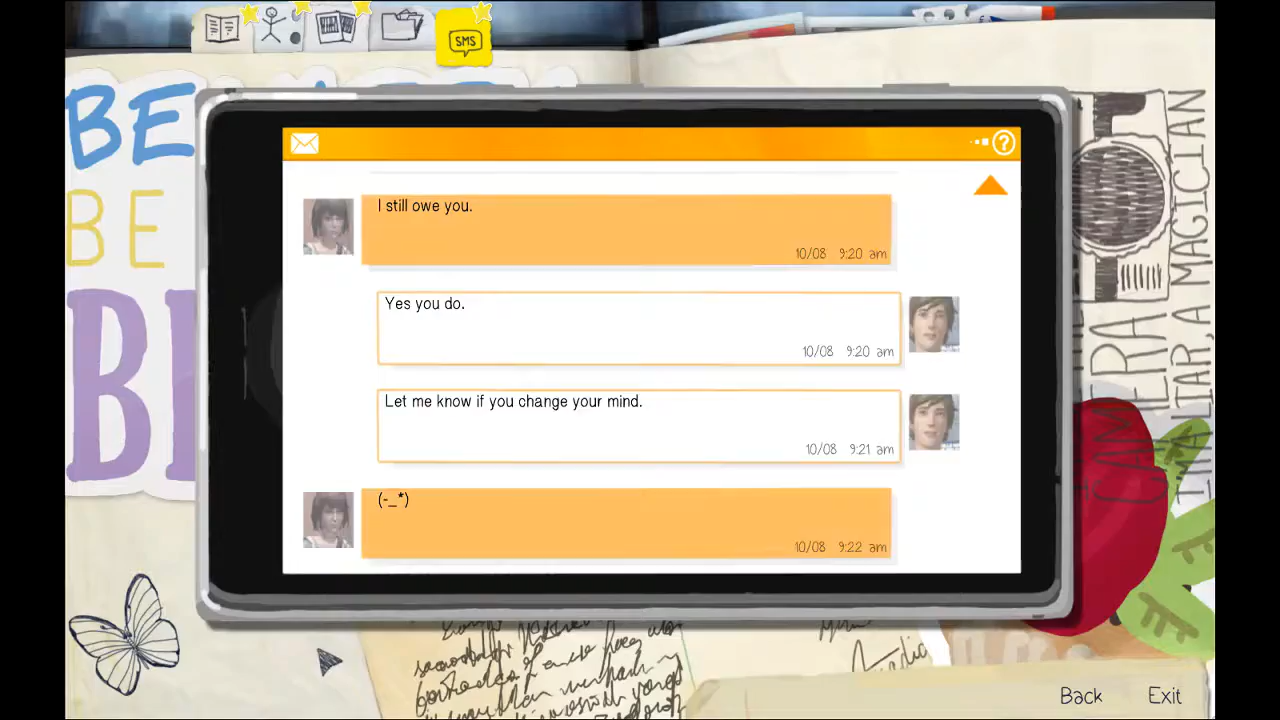 SMS
BE
BE
?
I still owe you.
10/08 9:20 am
Yes you do.
10/08 9:20 am
Let me know if you change your mind.
10/08 9:21 am
(-_*)
10/08 9:22 am
I CAMERA
I'M A LIAR, A MAGICIAN
Back Exit